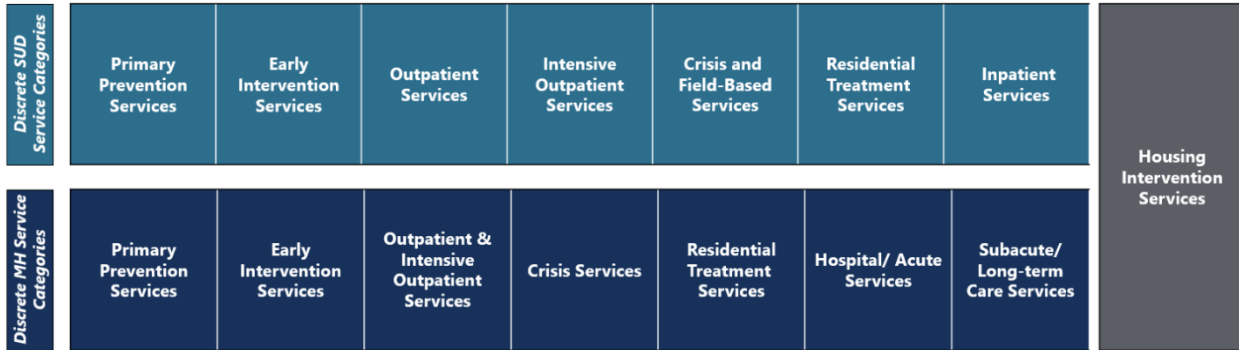 Discrete SUD
Service Categories
Primary
Prevention
Services
Early
Intervention
Services
Outpatient
Services
Intensive
Outpatient
Services
Crisis and
Field-Based
Services
Residential
Treatment
Services
Inpatient
Services
Housing
Intervention
Services
Discrete MH Service
Categories
Primary
Prevention
Services
Early
Intervention
Services
Outpatient &
Intensive
Outpatient
Services
Crisis Services
Residential
Treatment
Services
Hospital/ Acute
Services
Subacute/
Long-term
Care Services